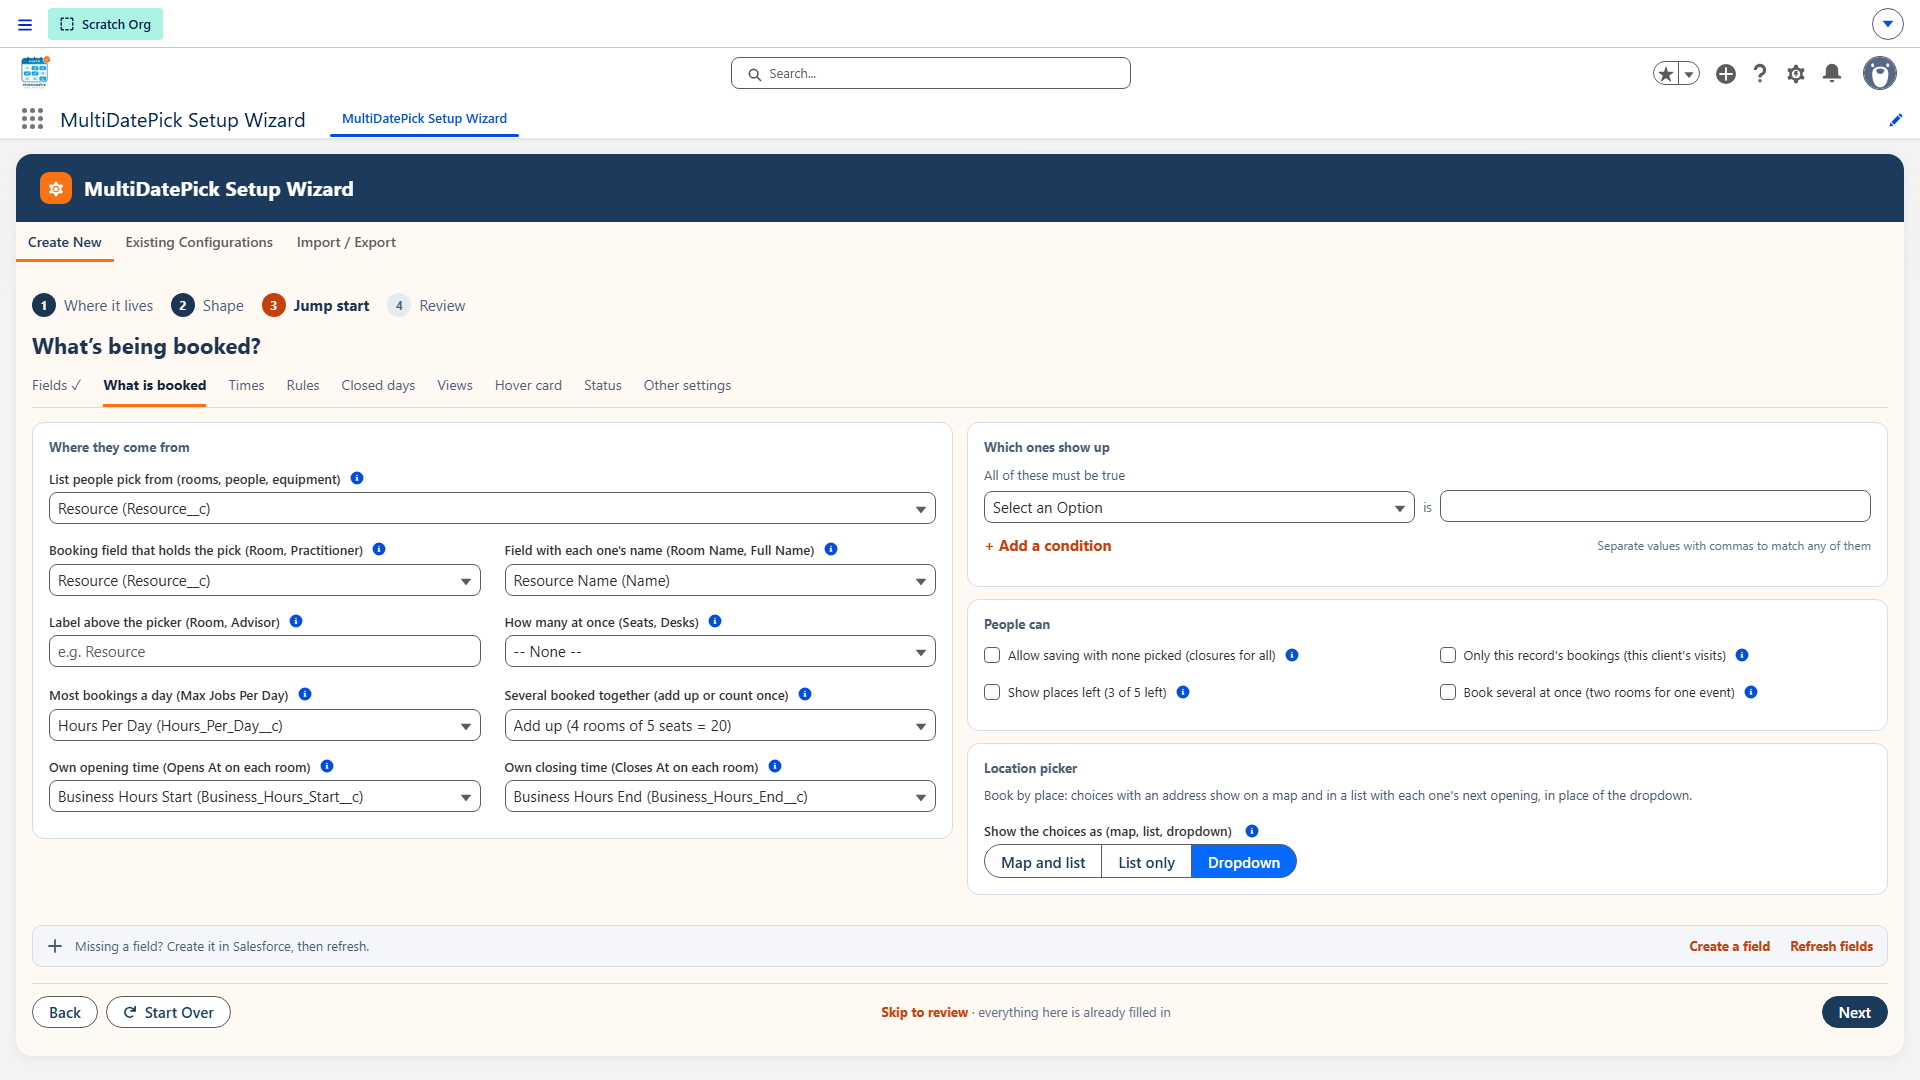 Scratch Org
Search...
MultiDatePick Setup Wizard
MultiDatePick Setup Wizard
MultiDatePick Setup Wizard
Create New
Existing Configurations
Import / Export
1 Where it lives
2 Shape
3 Jump start
4 Review
What's being booked?
Fields ✓
What is booked
Times
Rules
Closed days
Views
Hover card
Status
Other settings
Where they come from
List people pick from (rooms, people, equipment)
Resource (Resource__c)
Booking field that holds the pick (Room, Practitioner)
Resource (Resource__c)
Field with each one's name (Room Name, Full Name)
Resource Name (Name)
Label above the picker (Room, Advisor)
e.g. Resource
How many at once (Seats, Desks)
-- None --
Most bookings a day (Max Jobs Per Day)
Hours Per Day (Hours_Per_Day__c)
Several booked together (add up or count once)
Add up (4 rooms of 5 seats = 20)
Own opening time (Opens At on each room)
Business Hours Start (Business_Hours_Start__c)
Own closing time (Closes At on each room)
Business Hours End (Business_Hours_End__c)
Which ones show up
All of these must be true
Select an Option
is
+ Add a condition
Separate values with commas to match any of them
People can
Allow saving with none picked (closures for all)
Only this record's bookings (this client's visits)
Show places left (3 of 5 left)
Book several at once (two rooms for one event)
Location picker
Book by place: choices with an address show on a map and in a list with each one's next opening, in place of the dropdown.
Show the choices as (map, list, dropdown)
Map and list
List only
Dropdown
Missing a field? Create it in Salesforce, then refresh.
Create a field
Refresh fields
Back
Start Over
Skip to review · everything here is already filled in
Next